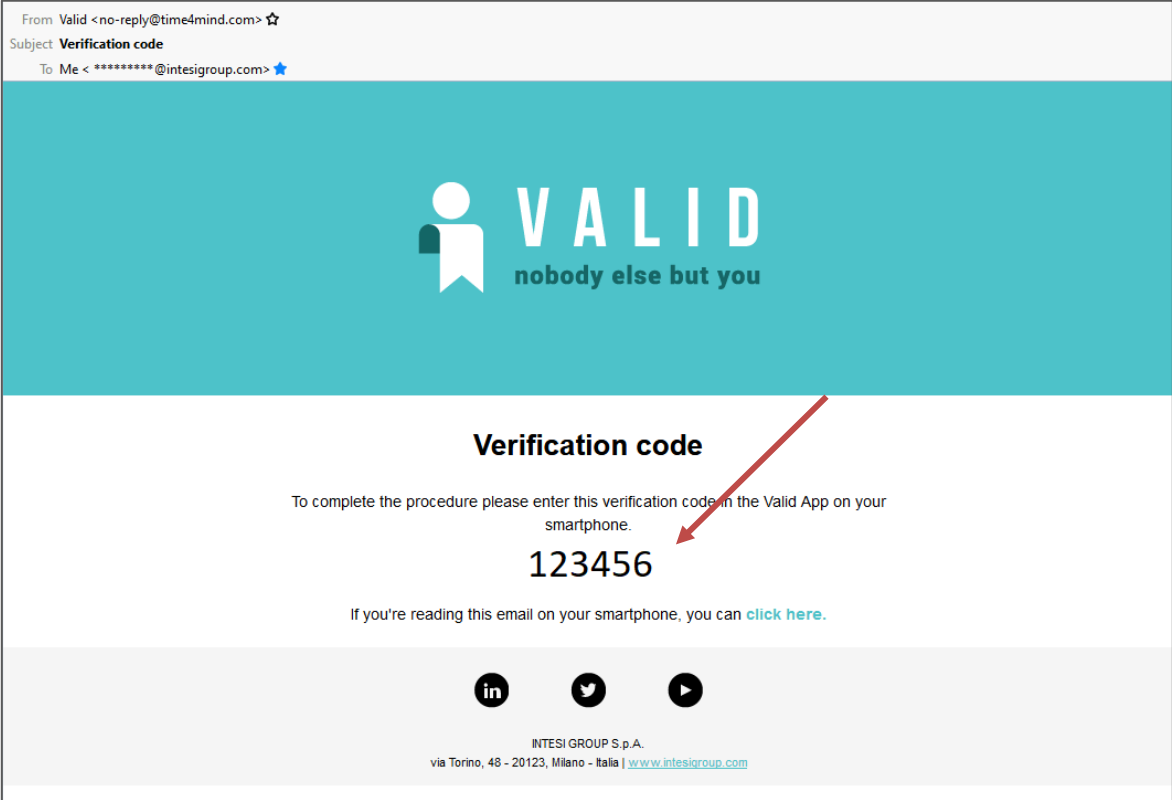 From Valid <no-reply@time4mind.com>
Subject Verification code
To Me < *********@intesigroup.com>
VALID
nobody else but you
Verification code
To complete the procedure please enter this verification code in the Valid App on your
smartphone.
123456
If you're reading this email on your smartphone, you can click here.
in
INTESI GROUP S.p.A.
via Torino, 48 - 20123, Milano - Italia | www.intesigroup.com